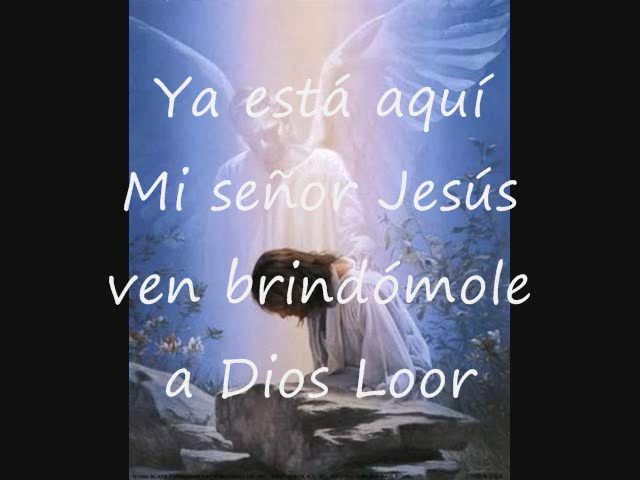 Ya está aquí
Mi señor Jesús
ven brindómole
a Dios Loor